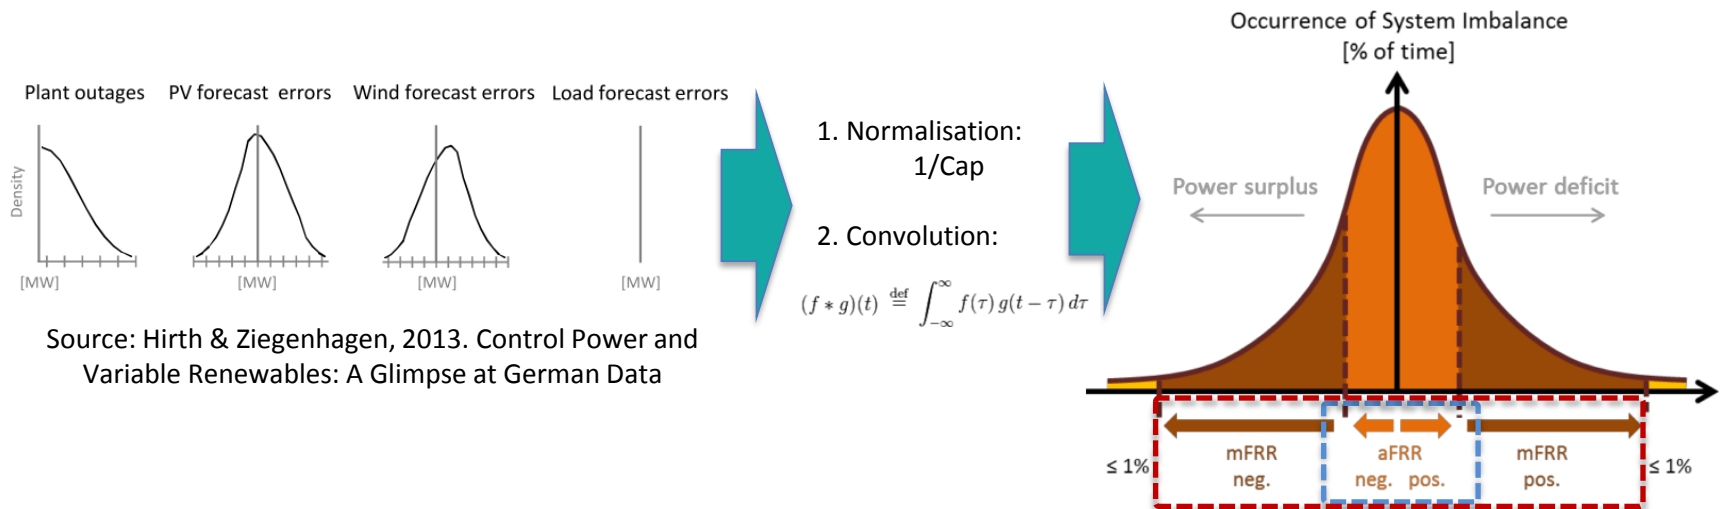 Plant outages
PV forecast errors
Wind forecast errors
Load forecast errors
Density
[MW]
[MW]
[MW]
[MW]
Source: Hirth & Ziegenhagen, 2013. Control Power and
Variable Renewables: A Glimpse at German Data
1. Normalisation:
1/Cap
2. Convolution:
(f ∗ g)(t) def= ∫_{-∞}^{∞} f(τ) g(t − τ) dτ
Occurrence of System Imbalance
[% of time]
Power surplus
Power deficit
≤ 1%
mFRR
neg.
aFRR
neg. pos.
mFRR
pos.
≤ 1%